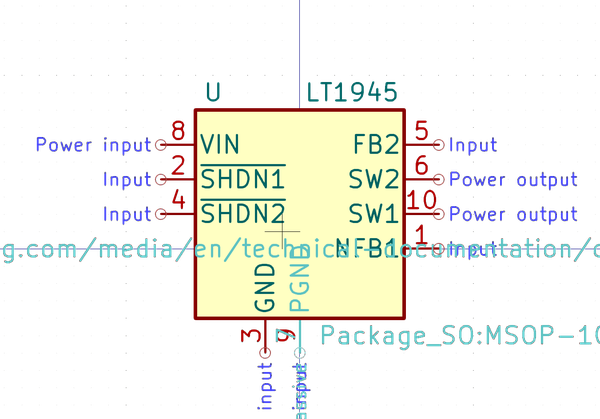 U LT1945
Power input 8 VIN FB2 5 Input
Input 2 SHDN1 SW2 6 Power output
Input 4 SHDN2 SW1 10 Power output
NFB1 1 Input
g.com/media/en/technical-documentation/
GND PGND
3 9 Package_SO:MSOP-10
input input